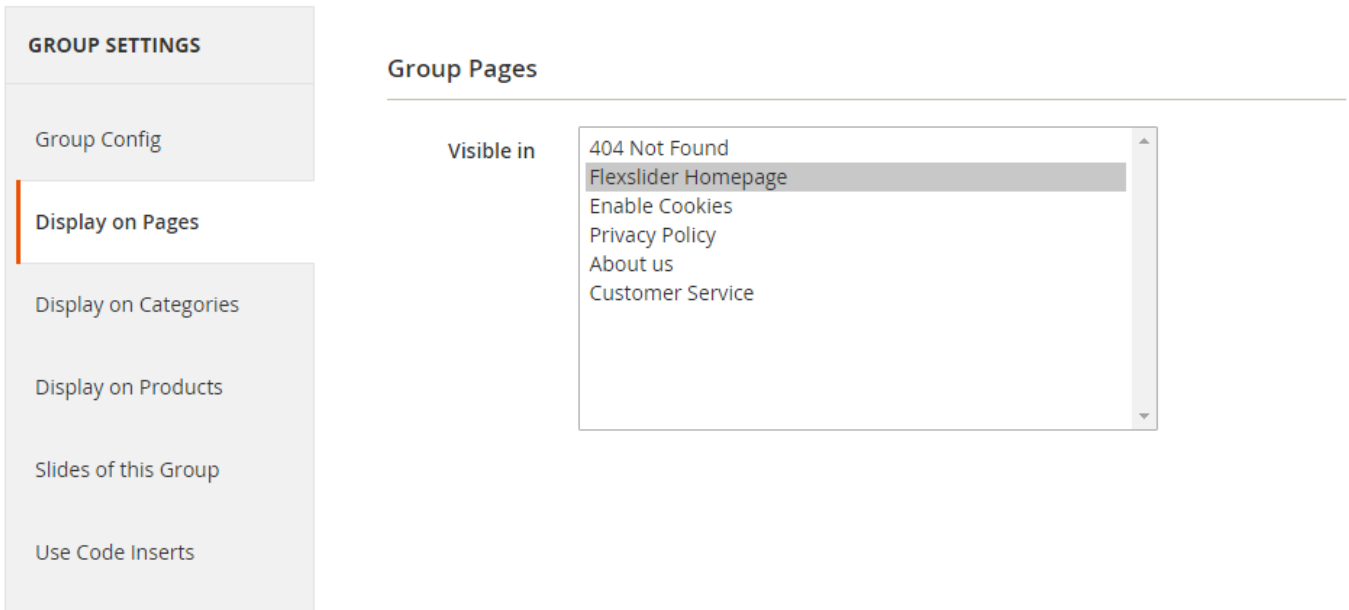 GROUP SETTINGS
Group Config
Display on Pages
Display on Categories
Display on Products
Slides of this Group
Use Code Inserts
Group Pages
Visible in
404 Not Found
Flexslider Homepage
Enable Cookies
Privacy Policy
About us
Customer Service